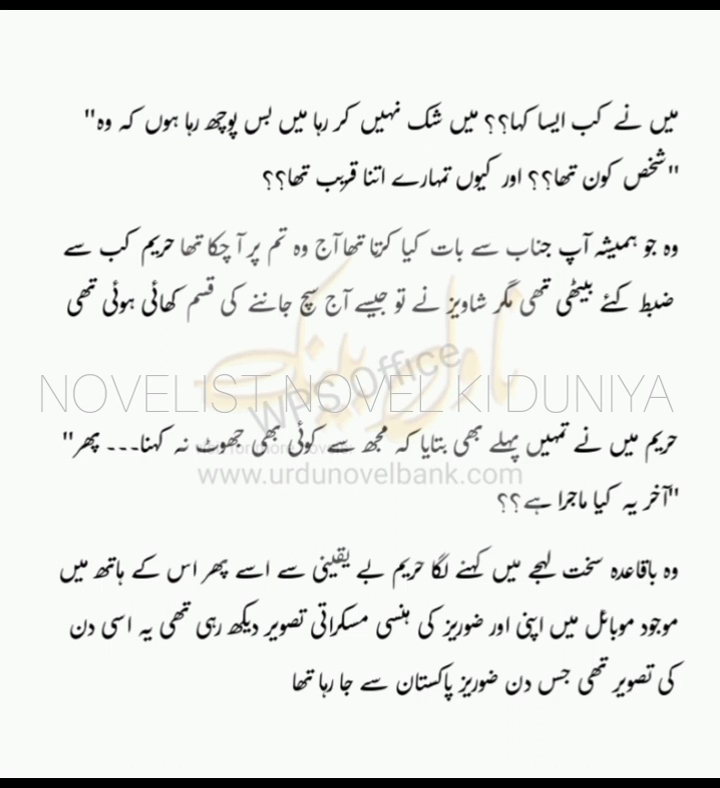 میں نے کب ایسا کہا؟؟ میں شک نہیں کر رہا میں بس پوچھ رہا ہوں کہ وہ"
"شخص کون تھا؟؟ اور کیوں تمہارے اتنا قریب تھا؟؟
وہ جو ہمیشہ آپ جناب سے بات کیا کرتا تھا آج وہ تم پر آ چکا تھا حریم کب سے
ضبط کئے بیٹھی تھی مگر شاویز نے تو جیسے آج سچ جاننے کی قسم کھائی ہوئی تھی
ناول بینک
WPS Office
NOVELIST NOVEL KI DUNIYA
حریم میں نے تمہیں پہلے بھی بتایا کہ مجھ سے کوئی بھی جھوٹ نہ کہنا۔۔۔ پھر"
www.urdunovelbank.com
"آخر یہ کیا ماجرا ہے؟؟
وہ باقاعدہ سخت لہجے میں کہنے لگا حریم بے یقینی سے اسے پھر اس کے ہاتھ میں
موجود موبائل میں اپنی اور ضوریز کی ہنسی مسکراتی تصویر دیکھ رہی تھی یہ اسی دن
کی تصویر تھی جس دن ضوریز پاکستان سے جا رہا تھا